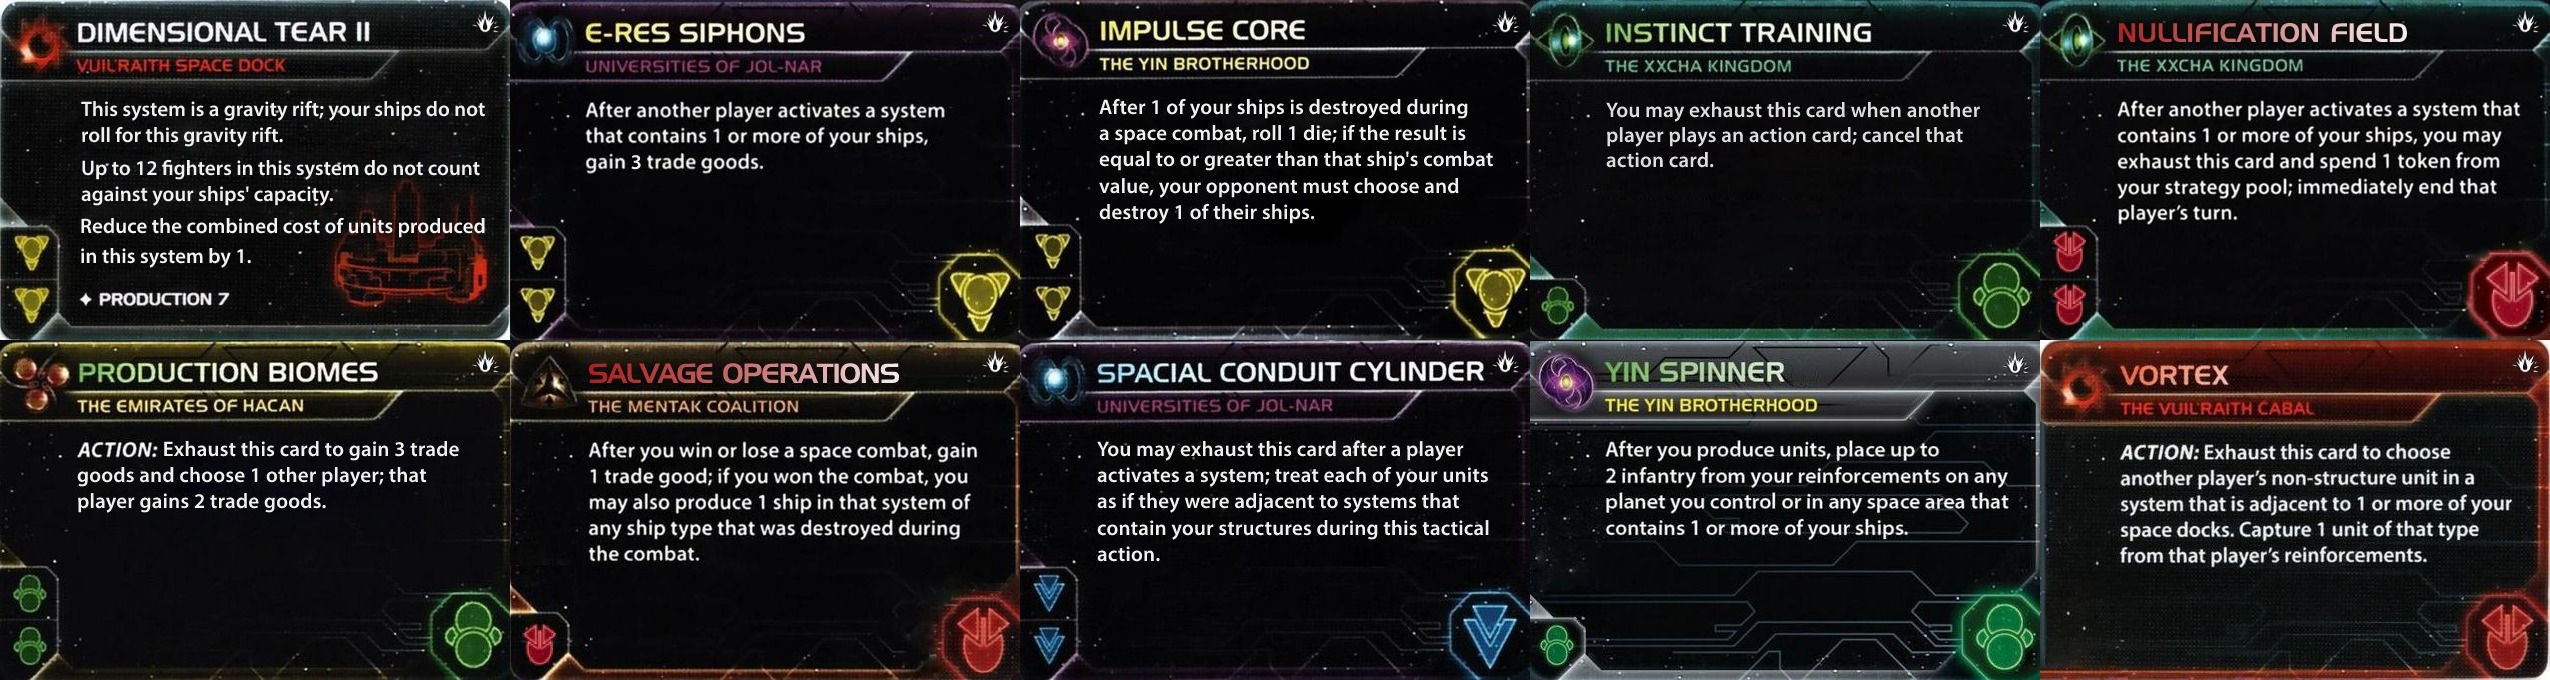 DIMENSIONAL TEAR II
VUIL'RAITH SPACE DOCK
This system is a gravity rift; your ships do not
roll for this gravity rift.
Up to 12 fighters in this system do not count
against your ships' capacity.
Reduce the combined cost of units produced
in this system by 1.
✦ PRODUCTION 7
E-RES SIPHONS
UNIVERSITIES OF JOL-NAR
After another player activates a system
that contains 1 or more of your ships,
gain 3 trade goods.
IMPULSE CORE
THE YIN BROTHERHOOD
After 1 of your ships is destroyed during
a space combat, roll 1 die; if the result is
equal to or greater than that ship's combat
value, your opponent must choose and
destroy 1 of their ships.
INSTINCT TRAINING
THE XXCHA KINGDOM
You may exhaust this card when another
player plays an action card; cancel that
action card.
NULLIFICATION FIELD
THE XXCHA KINGDOM
After another player activates a system that
contains 1 or more of your ships, you may
exhaust this card and spend 1 token from
your strategy pool; immediately end that
player's turn.
PRODUCTION BIOMES
THE EMIRATES OF HACAN
ACTION: Exhaust this card to gain 3 trade
goods and choose 1 other player; that
player gains 2 trade goods.
SALVAGE OPERATIONS
THE MENTAK COALITION
After you win or lose a space combat, gain
1 trade good; if you won the combat, you
may also produce 1 ship in that system of
any ship type that was destroyed during
the combat.
SPACIAL CONDUIT CYLINDER
UNIVERSITIES OF JOL-NAR
You may exhaust this card after a player
activates a system; treat each of your units
as if they were adjacent to systems that
contain your structures during this tactical
action.
YIN SPINNER
THE YIN BROTHERHOOD
After you produce units, place up to
2 infantry from your reinforcements on any
planet you control or in any space area that
contains 1 or more of your ships.
VORTEX
THE VUIL'RAITH CABAL
ACTION: Exhaust this card to choose
another player's non-structure unit in a
system that is adjacent to 1 or more of your
space docks. Capture 1 unit of that type
from that player's reinforcements.